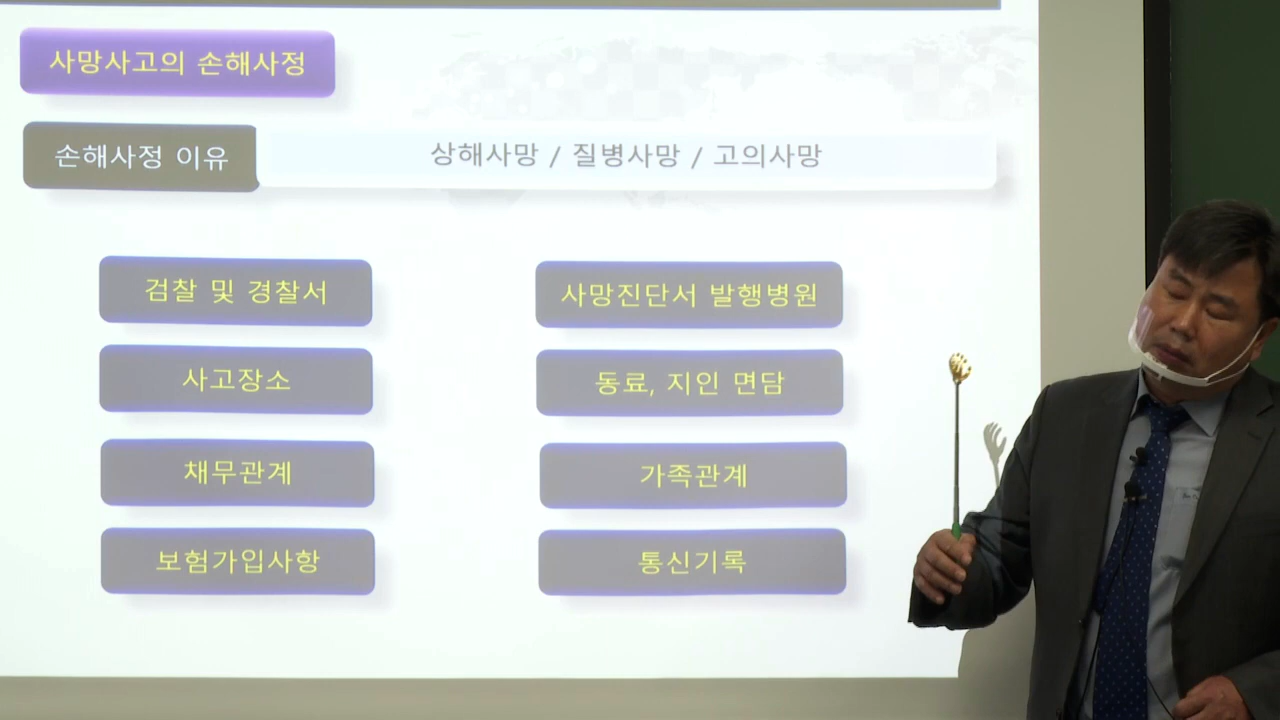 사망사고의 손해사정
손해사정 이유
상해사망 / 질병사망 / 고의사망
검찰 및 경찰서
사망진단서 발행병원
사고장소
동료, 지인 면담
채무관계
가족관계
보험가입사항
통신기록